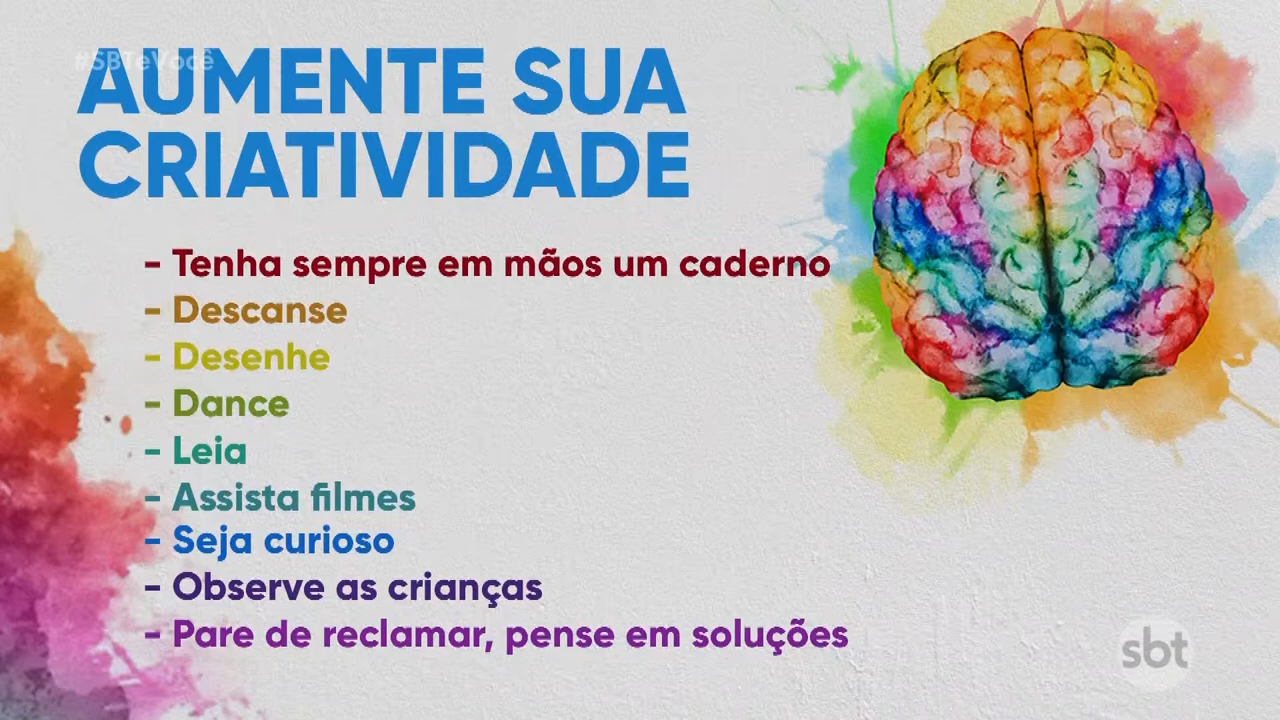 #SBTeVocê
AUMENTE SUA
CRIATIVIDADE
- Tenha sempre em mãos um caderno
- Descanse
- Desenhe
- Dance
- Leia
- Assista filmes
- Seja curioso
- Observe as crianças
- Pare de reclamar, pense em soluções
sbt